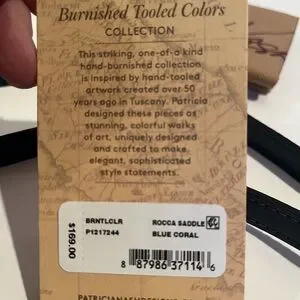 Burnished Tooled Colors
COLLECTION
This striking, one-of-a kind
hand-burnished collection
is inspired by hand-tooled
artwork created over 50
years ago in Tuscany. Patricia
designed these pieces as
stunning, colorful works
of art, uniquely designed
and crafted to make
elegant, sophisticated
style statements.
$169.00
BRNTLCLR
P1217244
ROCCA SADDLE
BLUE CORAL
8 87986 37114 6